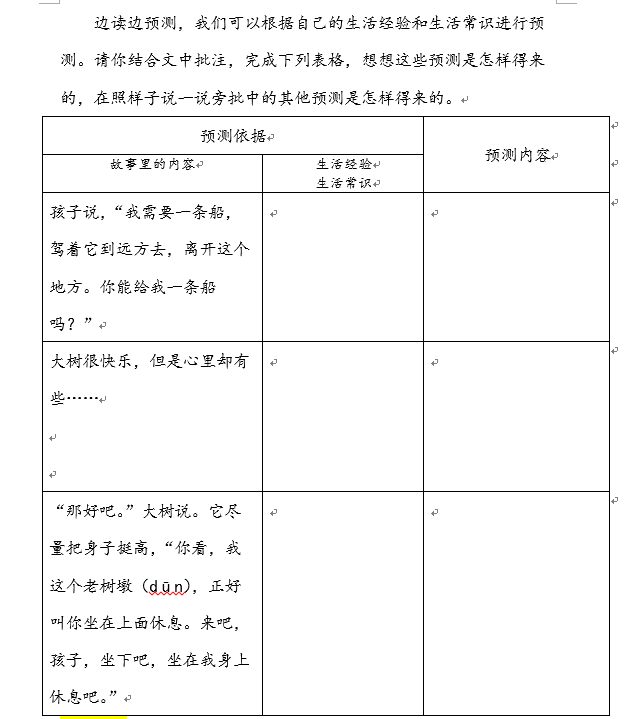 边读边预测，我们可以根据自己的生活经验和生活常识进行预
测。请你结合文中批注，完成下列表格，想想这些预测是怎样得来
的，在照样子说一说旁批中的其他预测是怎样得来的。
预测依据
预测内容
故事里的内容
生活经验
生活常识
孩子说，“我需要一条船，
驾着它到远方去，离开这个
地方。你能给我一条船
吗？”
大树很快乐，但是心里却有
些……
“那好吧。”大树说。它尽
量把身子挺高，“你看，我
这个老树墩（dūn），正好
叫你坐在上面休息。来吧，
孩子，坐下吧，坐在我身上
休息吧。”